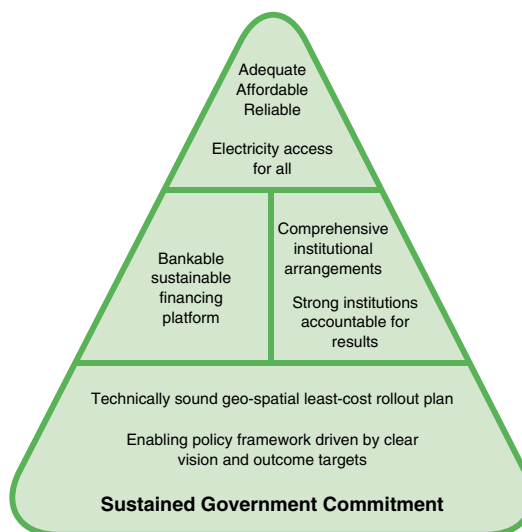 Adequate
Affordable
Reliable
Electricity access
for all
Bankable
sustainable
financing
platform
Comprehensive
institutional
arrangements
Strong institutions
accountable for
results
Technically sound geo-spatial least-cost rollout plan
Enabling policy framework driven by clear
vision and outcome targets
Sustained Government Commitment